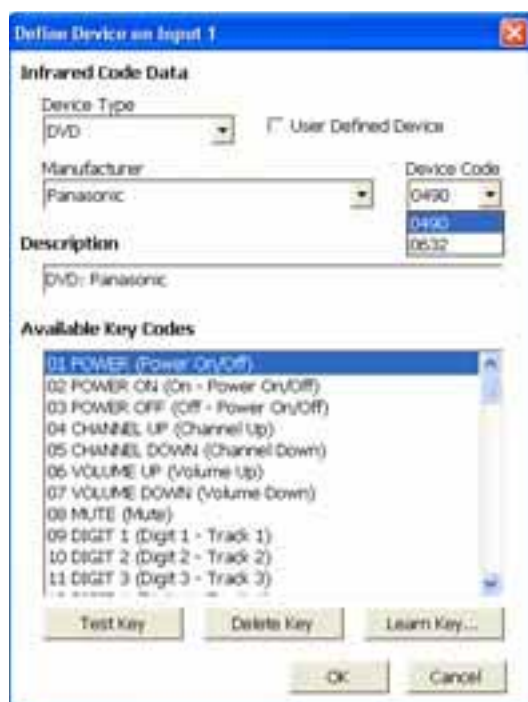 Define Device on Input 1
Infrared Code Data
Device Type
DVD
User Defined Device
Manufacturer
Device Code
Panasonic
0490
0490
0632
Description
DVD: Panasonic
Available Key Codes
01 POWER (Power On/Off)
02 POWER ON (On - Power On/Off)
03 POWER OFF (Off - Power On/Off)
04 CHANNEL UP (Channel Up)
05 CHANNEL DOWN (Channel Down)
06 VOLUME UP (Volume Up)
07 VOLUME DOWN (Volume Down)
08 MUTE (Mute)
09 DIGIT 1 (Digit 1 - Track 1)
10 DIGIT 2 (Digit 2 - Track 2)
11 DIGIT 3 (Digit 3 - Track 3)
Test Key
Delete Key
Learn Key...
OK
Cancel